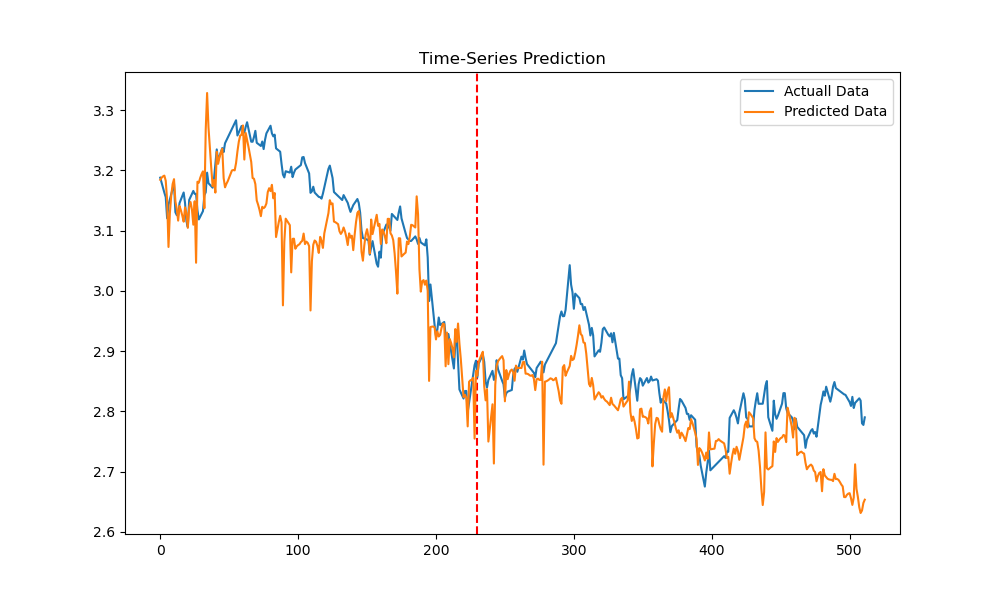 Time-Series Prediction
Actuall Data
Predicted Data
3.3
3.2
3.1
3.0
2.9
2.8
2.7
2.6
0 100 200 300 400 500